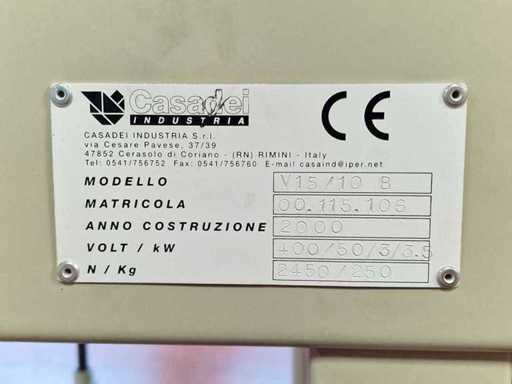 Casadei
INDUSTRIA
CE
CASADEI INDUSTRIA S.r.l.
via Cesare Pavese, 37/39
47852 Cerasolo di Coriano - (RN) RIMINI - Italy
Tel: 0541/756752 Fax: 0541/756760 E-mail casaind@iper.net
MODELLO V15/10 B
MATRICOLA 00.115.106
ANNO COSTRUZIONE 2000
VOLT / kW 400/50/3/3.5
N / Kg 2450/250